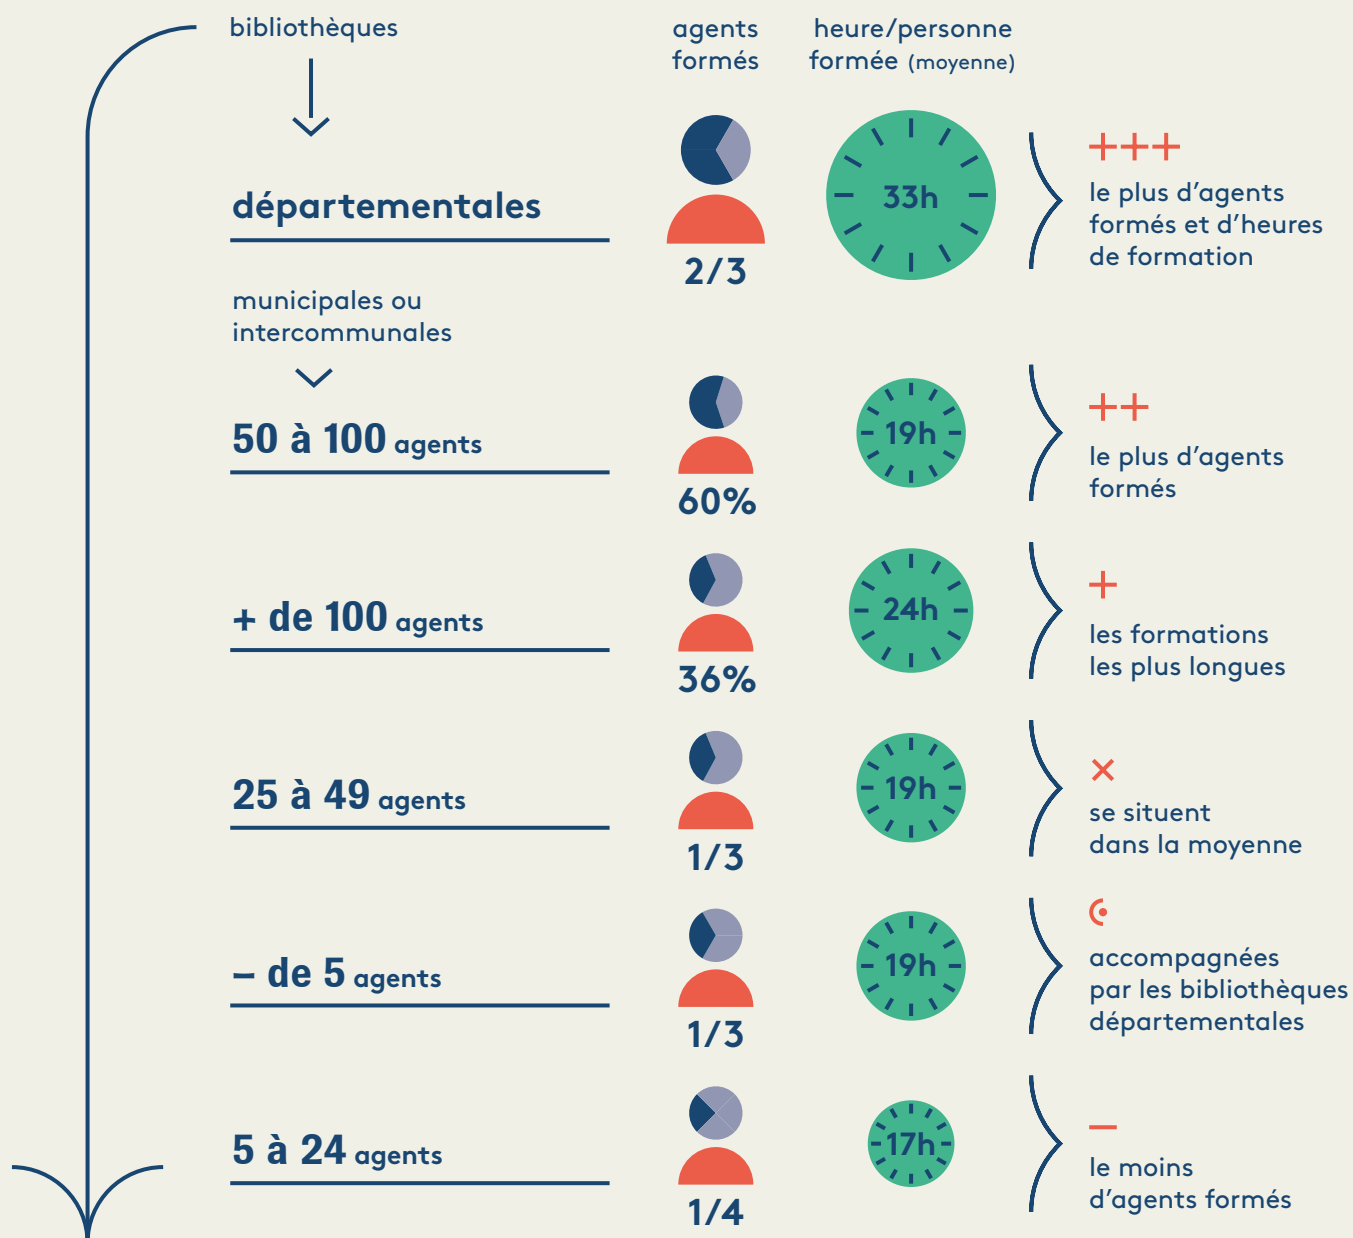 bibliothèques
agents
formés
heure/personne
formée (moyenne)
départementales
2/3
33h
+++
le plus d’agents
formés et d’heures
de formation
municipales ou
intercommunales
50 à 100 agents
60%
19h
++
le plus d’agents
formés
+ de 100 agents
36%
24h
+
les formations
les plus longues
25 à 49 agents
1/3
19h
×
se situent
dans la moyenne
– de 5 agents
1/3
19h
accompagnées
par les bibliothèques
départementales
5 à 24 agents
1/4
17h
–
le moins
d’agents formés